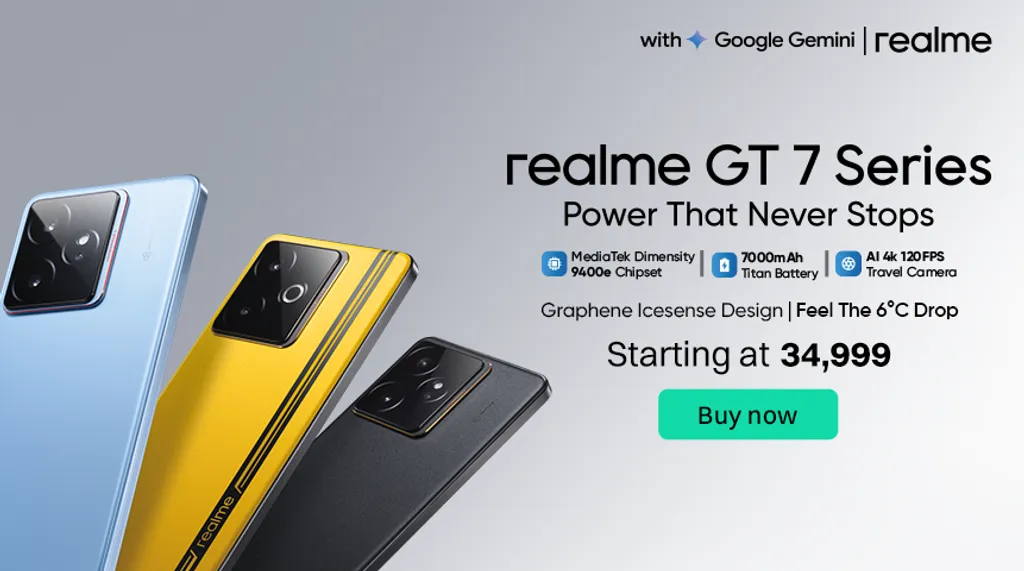 with Google Gemini | realme
realme GT 7 Series
Power That Never Stops
MediaTek Dimensity 9400e Chipset | 7000mAh Titan Battery | AI 4k 120FPS Travel Camera
Graphene Icesense Design | Feel The 6°C Drop
Starting at 34,999
Buy now
realme